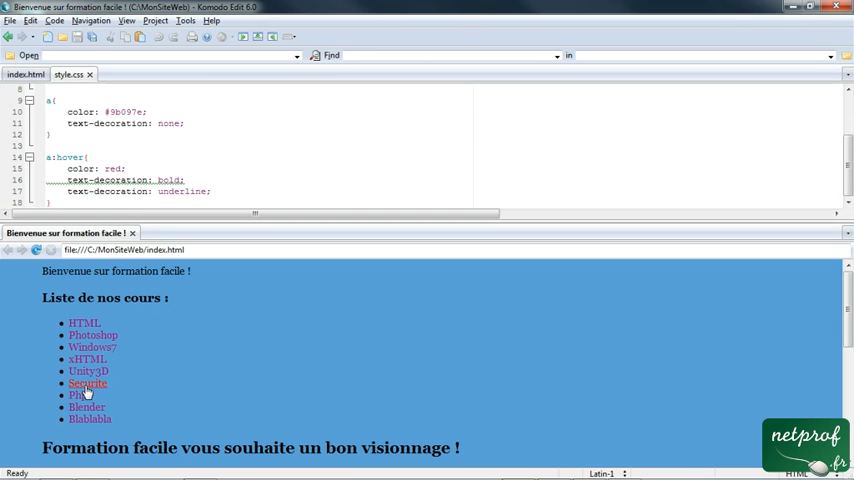 Bienvenue sur formation facile ! (C:\MonSiteWeb) - Komodo Edit 6.0
File Edit Code Navigation View Project Tools Help
Open Find in
index.html style.css
8
9 a{
10 color: #9b097e;
11 text-decoration: none;
12 }
13
14 a:hover{
15 color: red;
16 text-decoration: bold;
17 text-decoration: underline;
18 }
Bienvenue sur formation facile !
file:///C:/MonSiteWeb/index.html
Bienvenue sur formation facile !
Liste de nos cours :
HTML
Photoshop
Windows7
xHTML
Unity3D
Securite
Blender
Blablabla
Formation facile vous souhaite un bon visionnage !
netprof
.fr
Ready Latin-1 HTML